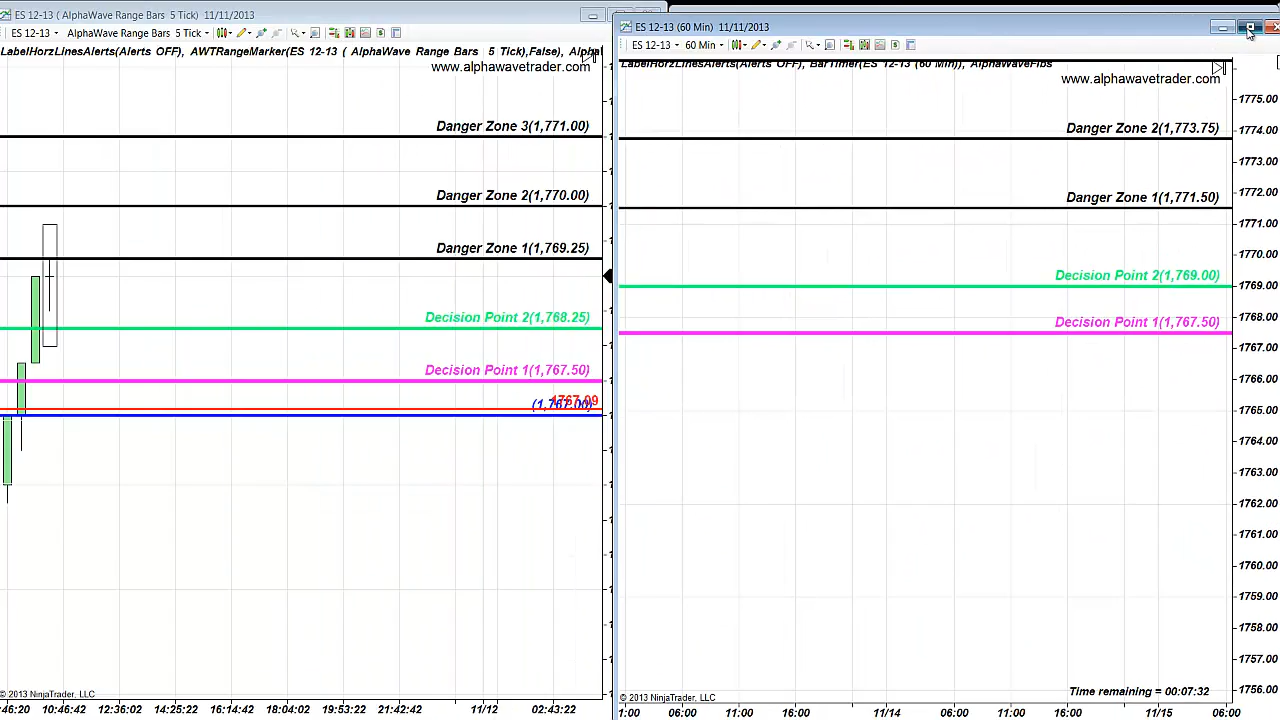 ES 12-13 ( AlphaWave Range Bars 5 Tick) 11/11/2013
ES 12-13 AlphaWave Range Bars 5 Tick
LabelHorzLinesAlerts(Alerts OFF), AWTRangeMarker(ES 12-13 ( AlphaWave Range Bars 5 Tick),False),
www.alphawavetrader.com
Danger Zone 3(1,771.00)
Danger Zone 2(1,770.00)
Danger Zone 1(1,769.25)
Decision Point 2(1,768.25)
Decision Point 1(1,767.50)
(1,767.00)
1767.09
© 2013 NinjaTrader, LLC
:46:20 10:46:42 12:36:02 14:25:22 16:14:42 18:04:02 19:53:22 21:42:42 11/12 02:43:22
ES 12-13 (60 Min) 11/11/2013
ES 12-13 60 Min
LabelHorzLinesAlerts(Alerts OFF), BarTimer(ES 12-13 (60 Min)), AlphaWaveFibs
www.alphawavetrader.com
Danger Zone 2(1,773.75)
Danger Zone 1(1,771.50)
Decision Point 2(1,769.00)
Decision Point 1(1,767.50)
1775.00
1774.00
1773.00
1772.00
1771.00
1770.00
1769.00
1768.00
1767.00
1766.00
1765.00
1764.00
1763.00
1762.00
1761.00
1760.00
1759.00
1758.00
1757.00
1756.00
Time remaining = 00:07:32
© 2013 NinjaTrader, LLC
1:00 06:00 11:00 16:00 11/14 06:00 11:00 16:00 11/15 06:00